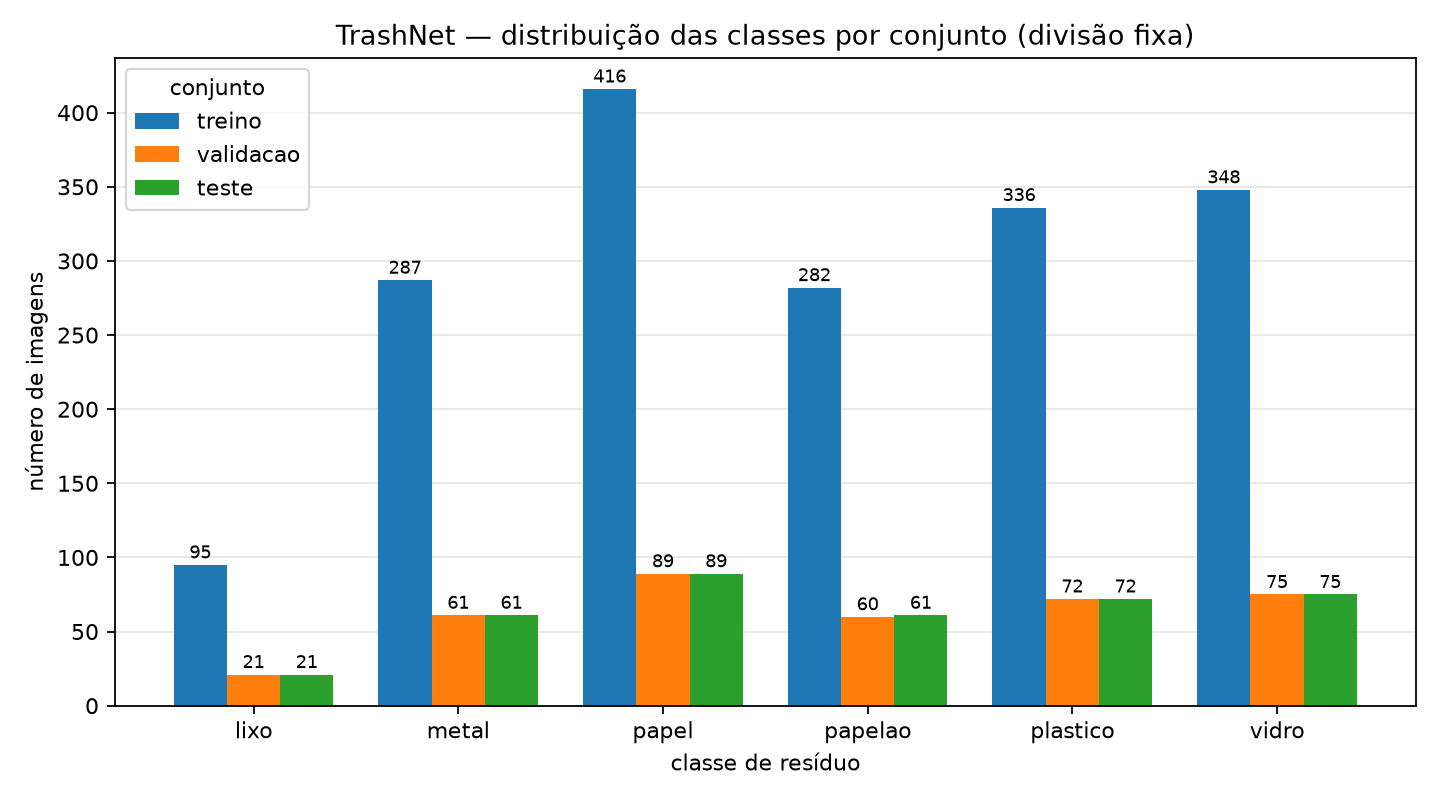 TrashNet — distribuição das classes por conjunto (divisão fixa)
conjunto
treino
validacao
teste
número de imagens
400
350
300
250
200
150
100
50
0
95
21
21
287
61
61
416
89
89
282
60
61
336
72
72
348
75
75
lixo
metal
papel
papelao
plastico
vidro
classe de resíduo